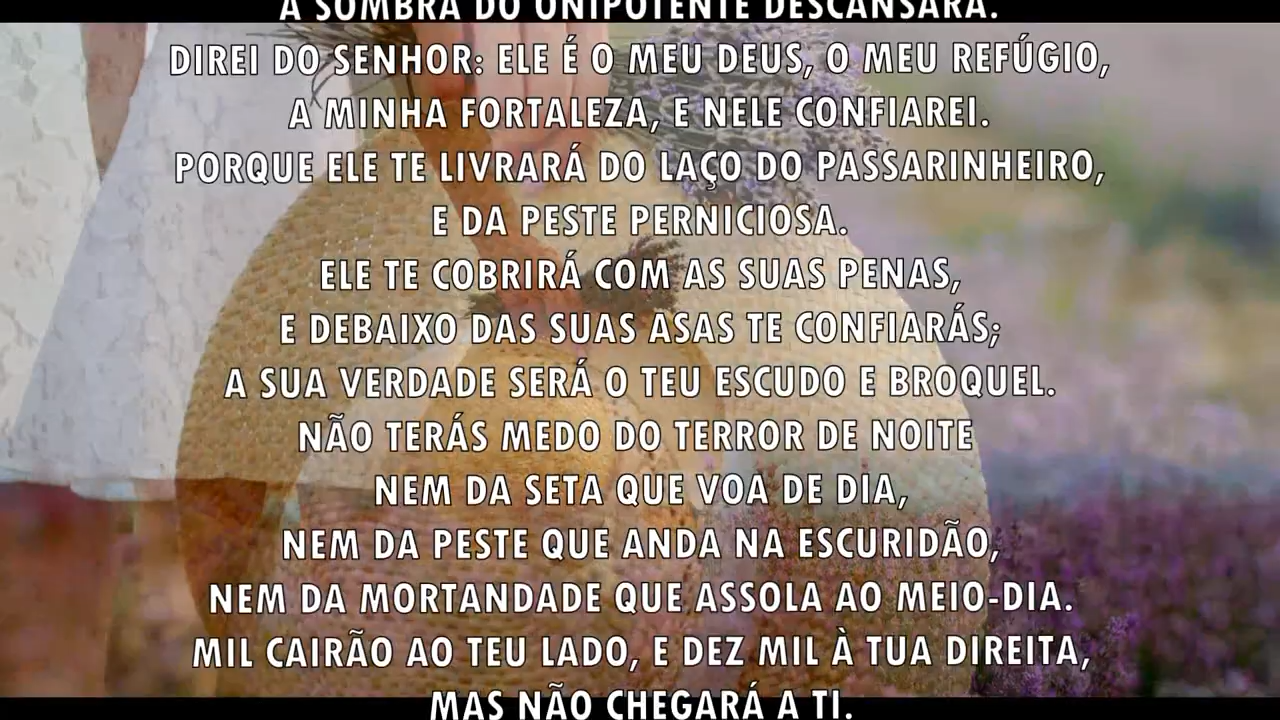 À SOMBRA DO ONIPOTENTE DESCANSARÁ.
DIREI DO SENHOR: ELE É O MEU DEUS, O MEU REFÚGIO,
A MINHA FORTALEZA, E NELE CONFIAREI.
PORQUE ELE TE LIVRARÁ DO LAÇO DO PASSARINHEIRO,
E DA PESTE PERNICIOSA.
ELE TE COBRIRÁ COM AS SUAS PENAS,
E DEBAIXO DAS SUAS ASAS TE CONFIARÁS;
A SUA VERDADE SERÁ O TEU ESCUDO E BROQUEL.
NÃO TERÁS MEDO DO TERROR DE NOITE
NEM DA SETA QUE VOA DE DIA,
NEM DA PESTE QUE ANDA NA ESCURIDÃO,
NEM DA MORTANDADE QUE ASSOLA AO MEIO-DIA.
MIL CAIRÃO AO TEU LADO, E DEZ MIL À TUA DIREITA,
MAS NÃO CHEGARÁ A TI.